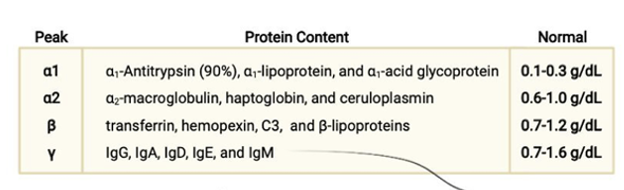 Peak Protein Content Normal
α1 α₁-Antitrypsin (90%), α₁-lipoprotein, and α₁-acid glycoprotein 0.1-0.3 g/dL
α2 α₂-macroglobulin, haptoglobin, and ceruloplasmin 0.6-1.0 g/dL
β transferrin, hemopexin, C3, and β-lipoproteins 0.7-1.2 g/dL
γ IgG, IgA, IgD, IgE, and IgM 0.7-1.6 g/dL